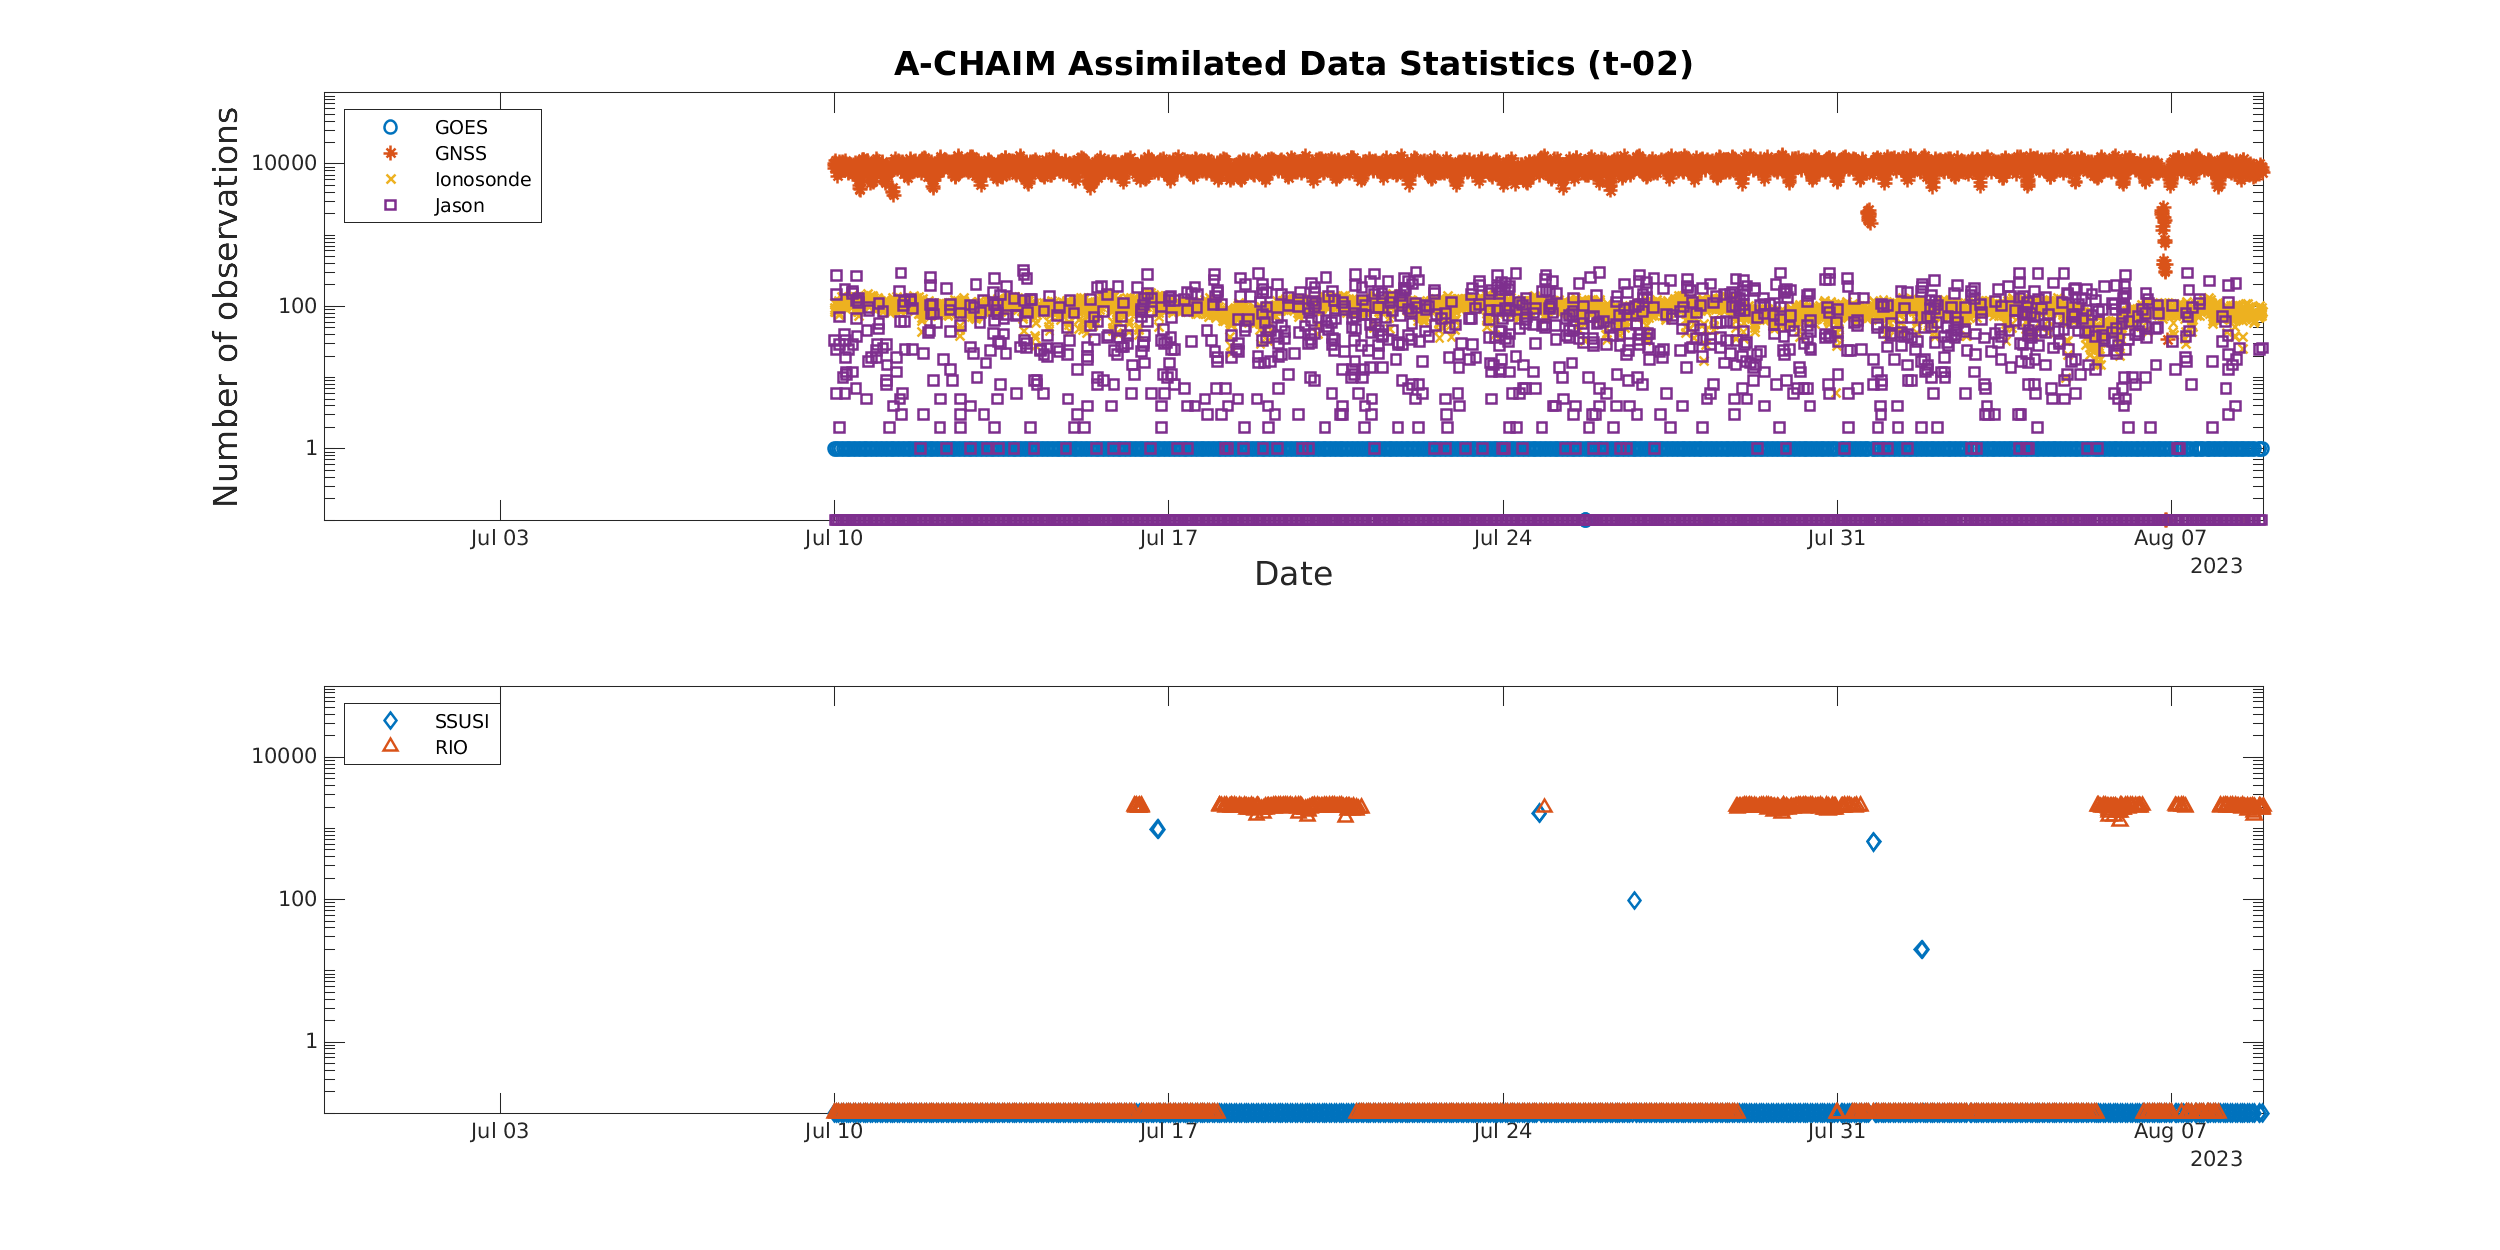 A-CHAIM Assimilated Data Statistics (t-02)
Number of observations
GOES
GNSS
Ionosonde
Jason
10000
100
1
Jul 03 Jul 10 Jul 17 Jul 24 Jul 31 Aug 07
2023
Date
SSUSI
RIO
10000
100
1
Jul 03 Jul 10 Jul 17 Jul 24 Jul 31 Aug 07
2023